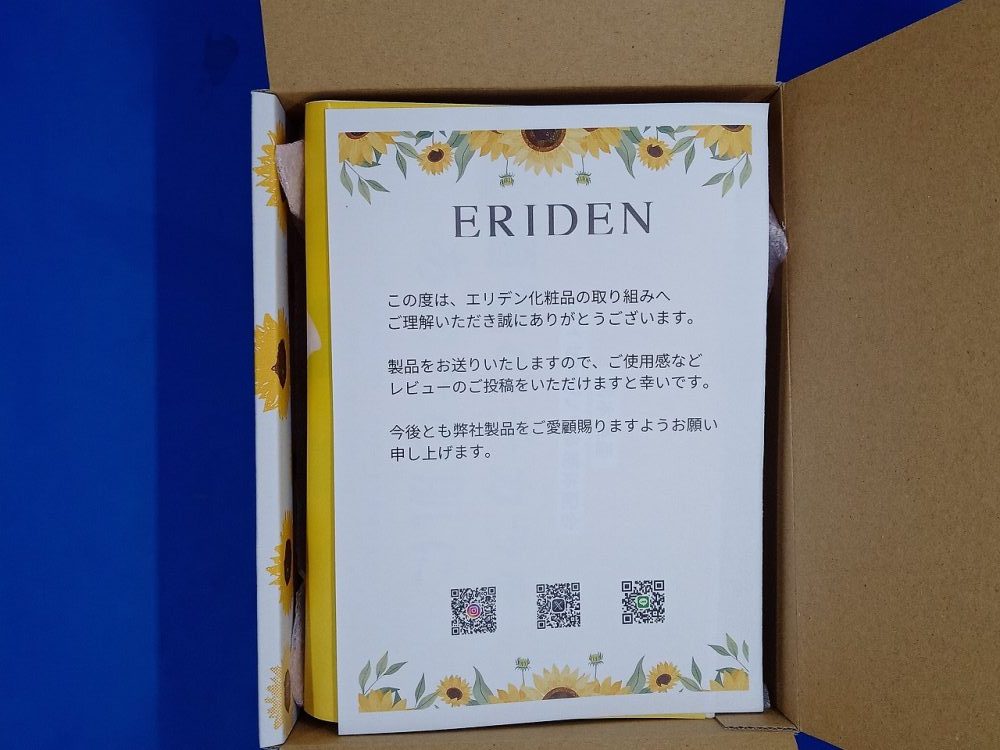 ERIDEN
この度は、エリデン化粧品の取り組みへ
ご理解いただき誠にありがとうございます。
製品をお送りいたしますので、ご使用感など
レビューのご投稿をいただけますと幸いです。
今後とも弊社製品をご愛顧賜りますようお願い
申し上げます。